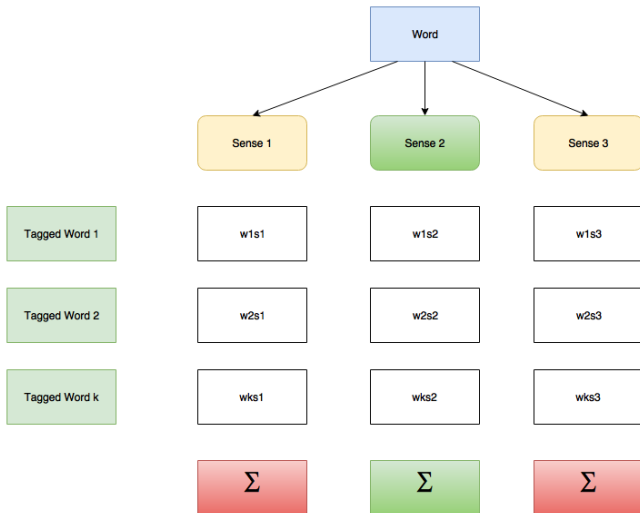 Word
Sense 1
Sense 2
Sense 3
Tagged Word 1
w1s1
w1s2
w1s3
Tagged Word 2
w2s1
w2s2
w2s3
Tagged Word k
wks1
wks2
wks3
Σ
Σ
Σ